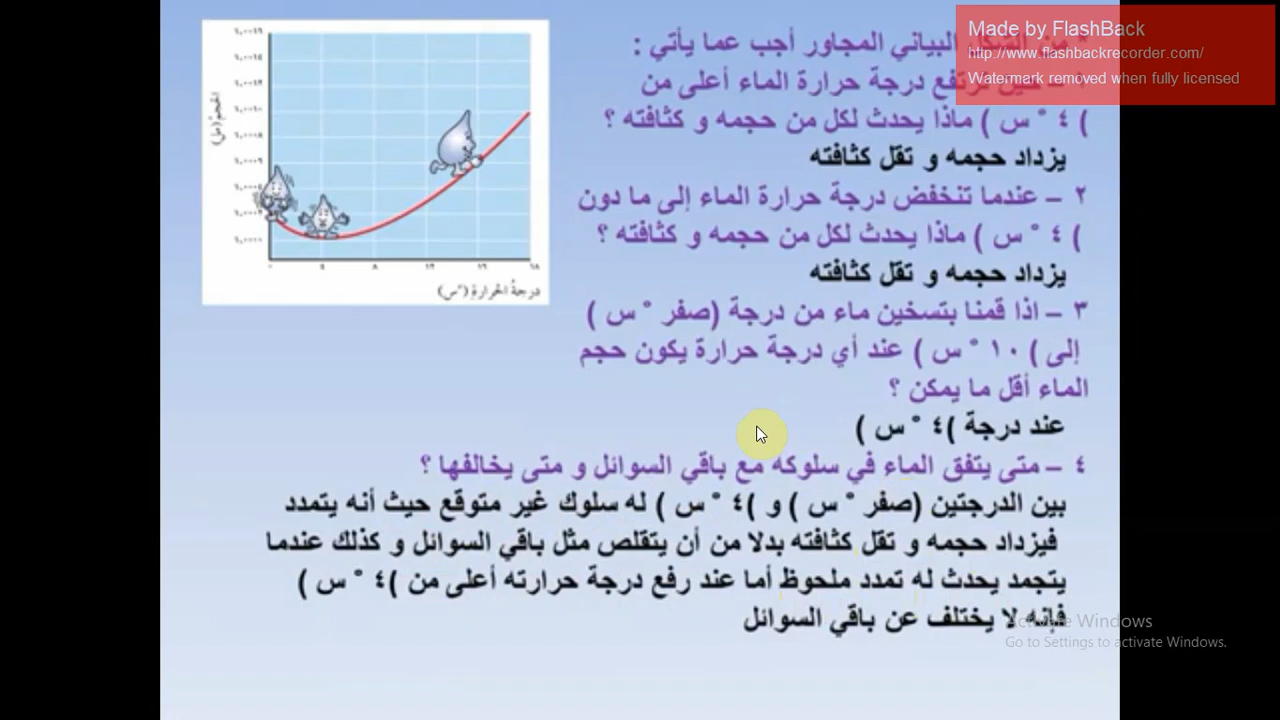 Made by FlashBack
http://www.flashbackrecorder.com/
Watermark removed when fully licensed
البياني المجاور أجب عما يأتي :
درجة حرارة الماء أعلى من
) ٤ ° س ) ماذا يحدث لكل من حجمه و كثافته ؟
يزداد حجمه و تقل كثافته
٢ – عندما تنخفض درجة حرارة الماء إلى ما دون
) ٤ ° س ) ماذا يحدث لكل من حجمه و كثافته ؟
يزداد حجمه و تقل كثافته
٣ – اذا قمنا بتسخين ماء من درجة (صفر ° س )
إلى ) ١٠ ° س ) عند أي درجة حرارة يكون حجم
الماء أقل ما يمكن ؟
عند درجة )٤ ° س )
٤ – متى يتفق الماء في سلوكه مع باقي السوائل و متى يخالفها ؟
بين الدرجتين (صفر ° س ) و )٤ ° س ) له سلوك غير متوقع حيث أنه يتمدد
فيزداد حجمه و تقل كثافته بدلا من أن يتقلص مثل باقي السوائل و كذلك عندما
يتجمد يحدث له تمدد ملحوظ أما عند رفع درجة حرارته أعلى من )٤ ° س )
فإنه لا يختلف عن باقي السوائل
الحجم (مل)
٠ ٤ ٨ ١٢ ١٦
درجةُ الحرارةِ (°س)
Activate Windows
Go to Settings to activate Windows.